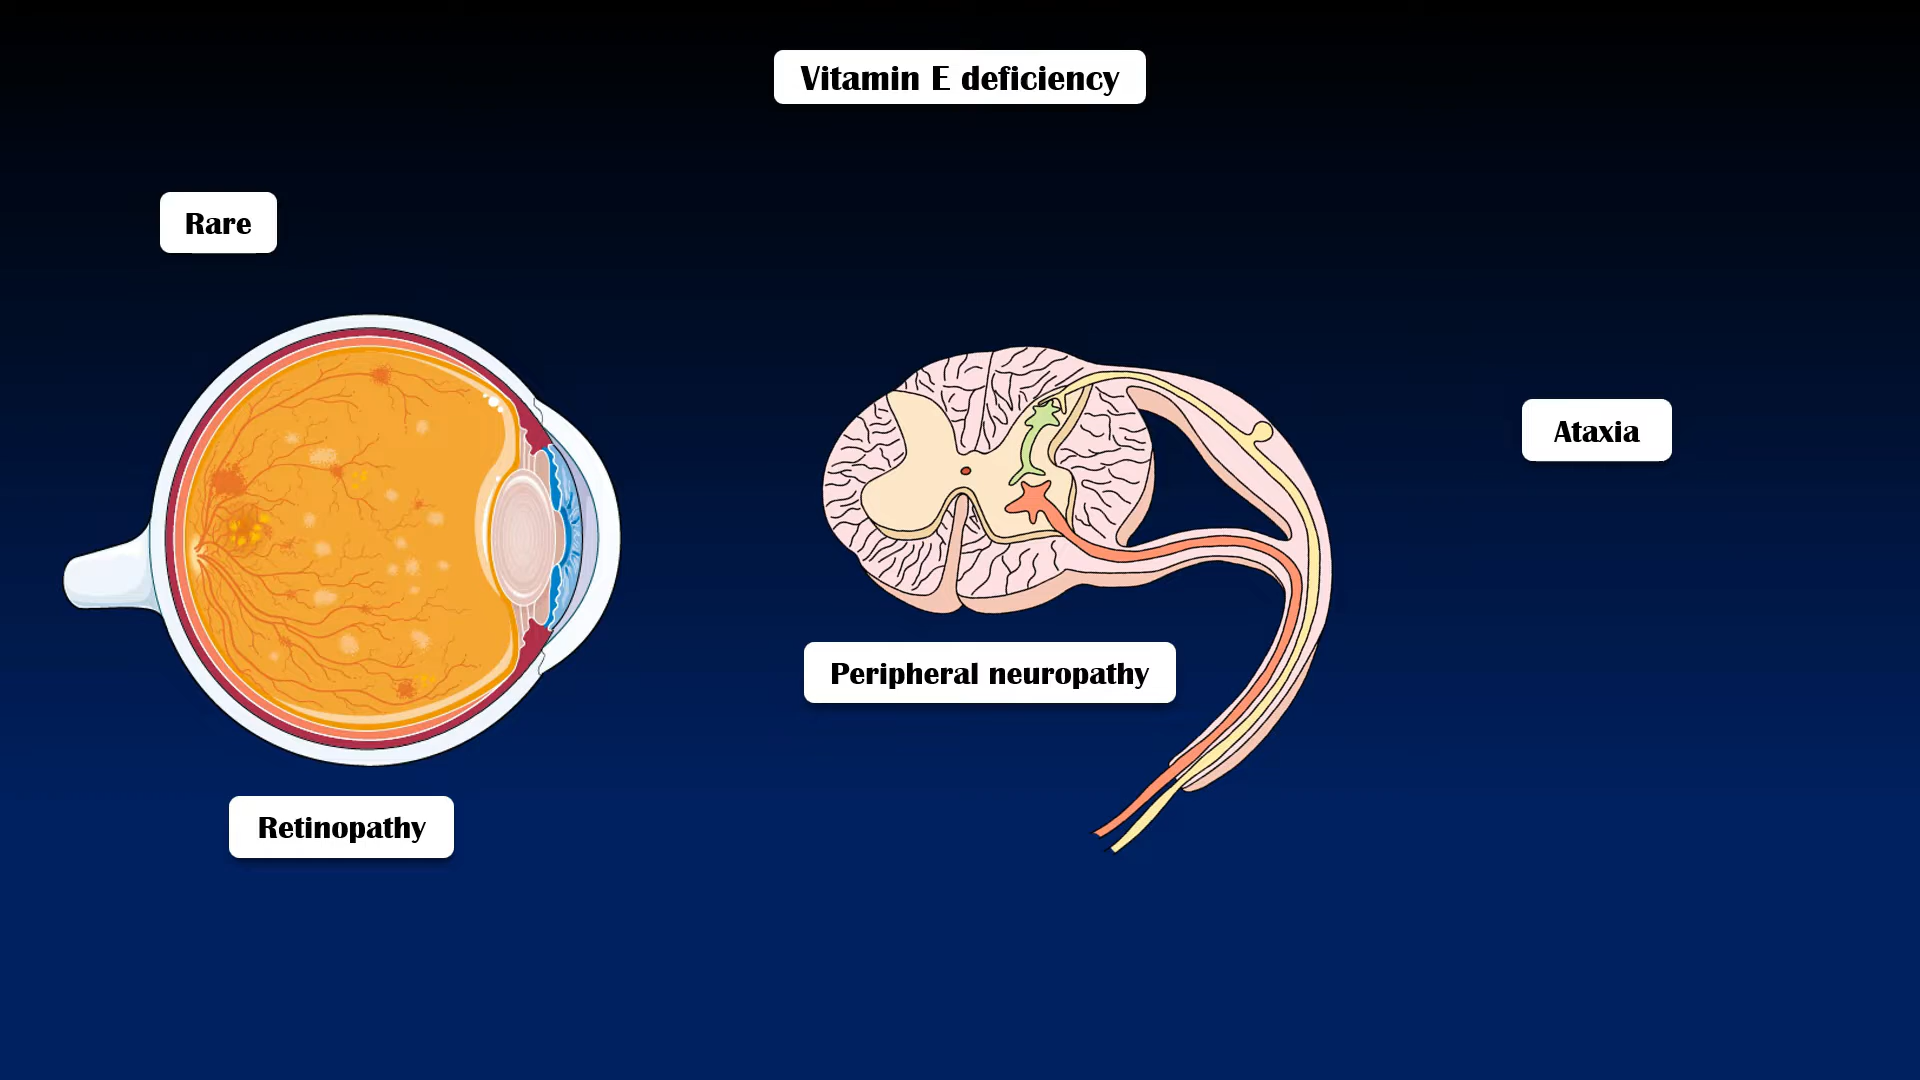 Vitamin E deficiency
Rare
Ataxia
Peripheral neuropathy
Retinopathy